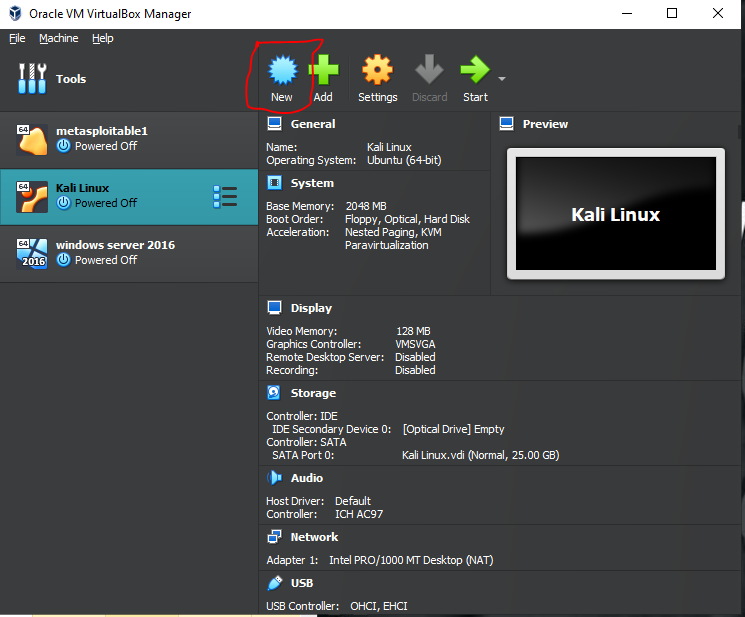 Oracle VM VirtualBox Manager
File Machine Help
Tools
New Add Settings Discard Start
64 metasploitable1
Powered Off
64 Kali Linux
Powered Off
64 2016 windows server 2016
Powered Off
General
Name: Kali Linux
Operating System: Ubuntu (64-bit)
System
Base Memory: 2048 MB
Boot Order: Floppy, Optical, Hard Disk
Acceleration: Nested Paging, KVM
Paravirtualization
Preview
Kali Linux
Display
Video Memory: 128 MB
Graphics Controller: VMSVGA
Remote Desktop Server: Disabled
Recording: Disabled
Storage
Controller: IDE
IDE Secondary Device 0: [Optical Drive] Empty
Controller: SATA
SATA Port 0: Kali Linux.vdi (Normal, 25.00 GB)
Audio
Host Driver: Default
Controller: ICH AC97
Network
Adapter 1: Intel PRO/1000 MT Desktop (NAT)
USB
USB Controller: OHCI, EHCI